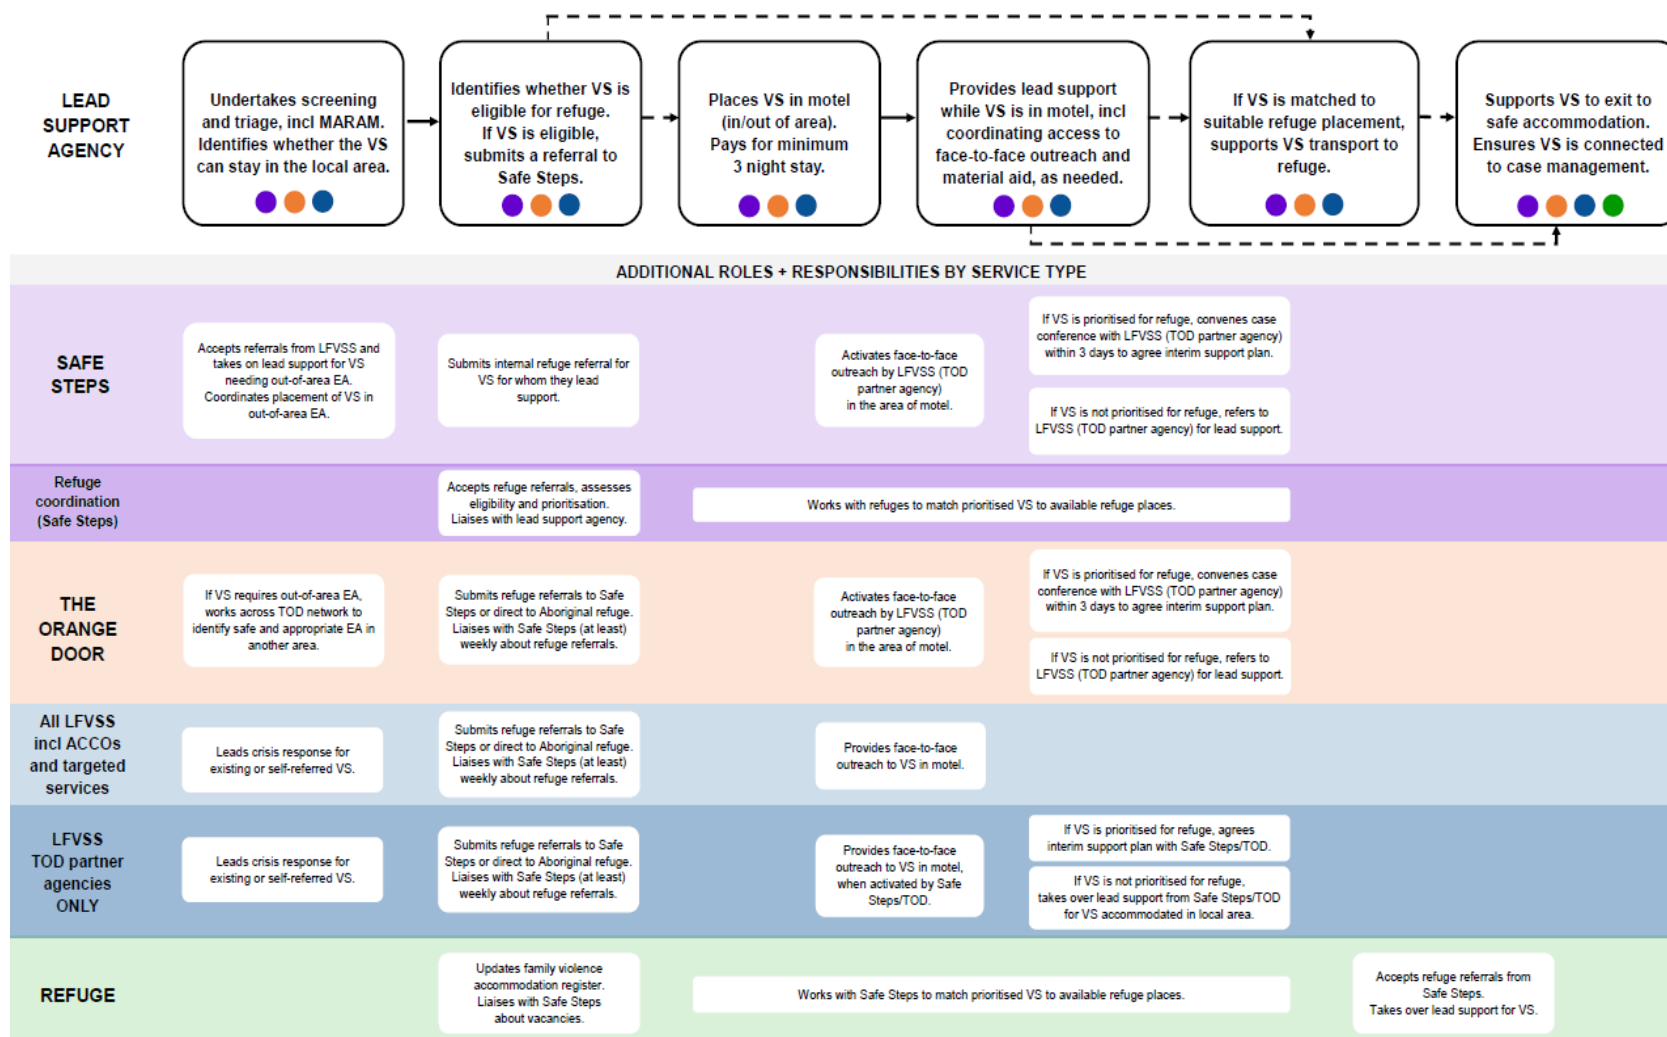 LEAD
SUPPORT
AGENCY
Undertakes screening
and triage, incl MARAM.
Identifies whether the VS
can stay in the local area.
Identifies whether VS is
eligible for refuge.
If VS is eligible,
submits a referral to
Safe Steps.
Places VS in motel
(in/out of area).
Pays for minimum
3 night stay.
Provides lead support
while VS is in motel, incl
coordinating access to
face-to-face outreach and
material aid, as needed.
If VS is matched to
suitable refuge placement,
supports VS transport to
refuge.
Supports VS to exit to
safe accommodation.
Ensures VS is connected
to case management.
ADDITIONAL ROLES + RESPONSIBILITIES BY SERVICE TYPE
SAFE
STEPS
Accepts referrals from LFVSS and
takes on lead support for VS
needing out-of-area EA.
Coordinates placement of VS in
out-of-area EA.
Submits internal refuge referral for
VS for whom they lead
support.
Activates face-to-face
outreach by LFVSS (TOD
partner agency)
in the area of motel.
If VS is prioritised for refuge, convenes case
conference with LFVSS (TOD partner agency)
within 3 days to agree interim support plan.
If VS is not prioritised for refuge, refers to
LFVSS (TOD partner agency) for lead support.
Refuge
coordination
(Safe Steps)
Accepts refuge referrals, assesses
eligibility and prioritisation.
Liaises with lead support agency.
Works with refuges to match prioritised VS to available refuge places.
THE
ORANGE
DOOR
If VS requires out-of-area EA,
works across TOD network to
identify safe and appropriate EA in
another area.
Submits refuge referrals to Safe
Steps or direct to Aboriginal refuge.
Liaises with Safe Steps (at least)
weekly about refuge referrals.
Activates face-to-face
outreach by LFVSS (TOD
partner agency)
in the area of motel.
If VS is prioritised for refuge, convenes case
conference with LFVSS (TOD partner agency)
within 3 days to agree interim support plan.
If VS is not prioritised for refuge, refers to
LFVSS (TOD partner agency) for lead support.
All LFVSS
incl ACCOs
and targeted
services
Leads crisis response for
existing or self-referred VS.
Submits refuge referrals to Safe
Steps or direct to Aboriginal refuge.
Liaises with Safe Steps (at least)
weekly about refuge referrals.
Provides face-to-face
outreach to VS in motel.
LFVSS
TOD partner
agencies
ONLY
Leads crisis response for
existing or self-referred VS.
Submits refuge referrals to Safe
Steps or direct to Aboriginal refuge.
Liaises with Safe Steps (at least)
weekly about refuge referrals.
Provides face-to-face
outreach to VS in motel,
when activated by Safe
Steps/TOD.
If VS is prioritised for refuge, agrees
interim support plan with Safe Steps/TOD.
If VS is not prioritised for refuge,
takes over lead support from Safe Steps/TOD
for VS accommodated in local area.
REFUGE
Updates family violence
accommodation register.
Liaises with Safe Steps
about vacancies.
Works with Safe Steps to match prioritised VS to available refuge places.
Accepts refuge referrals from
Safe Steps.
Takes over lead support for VS.